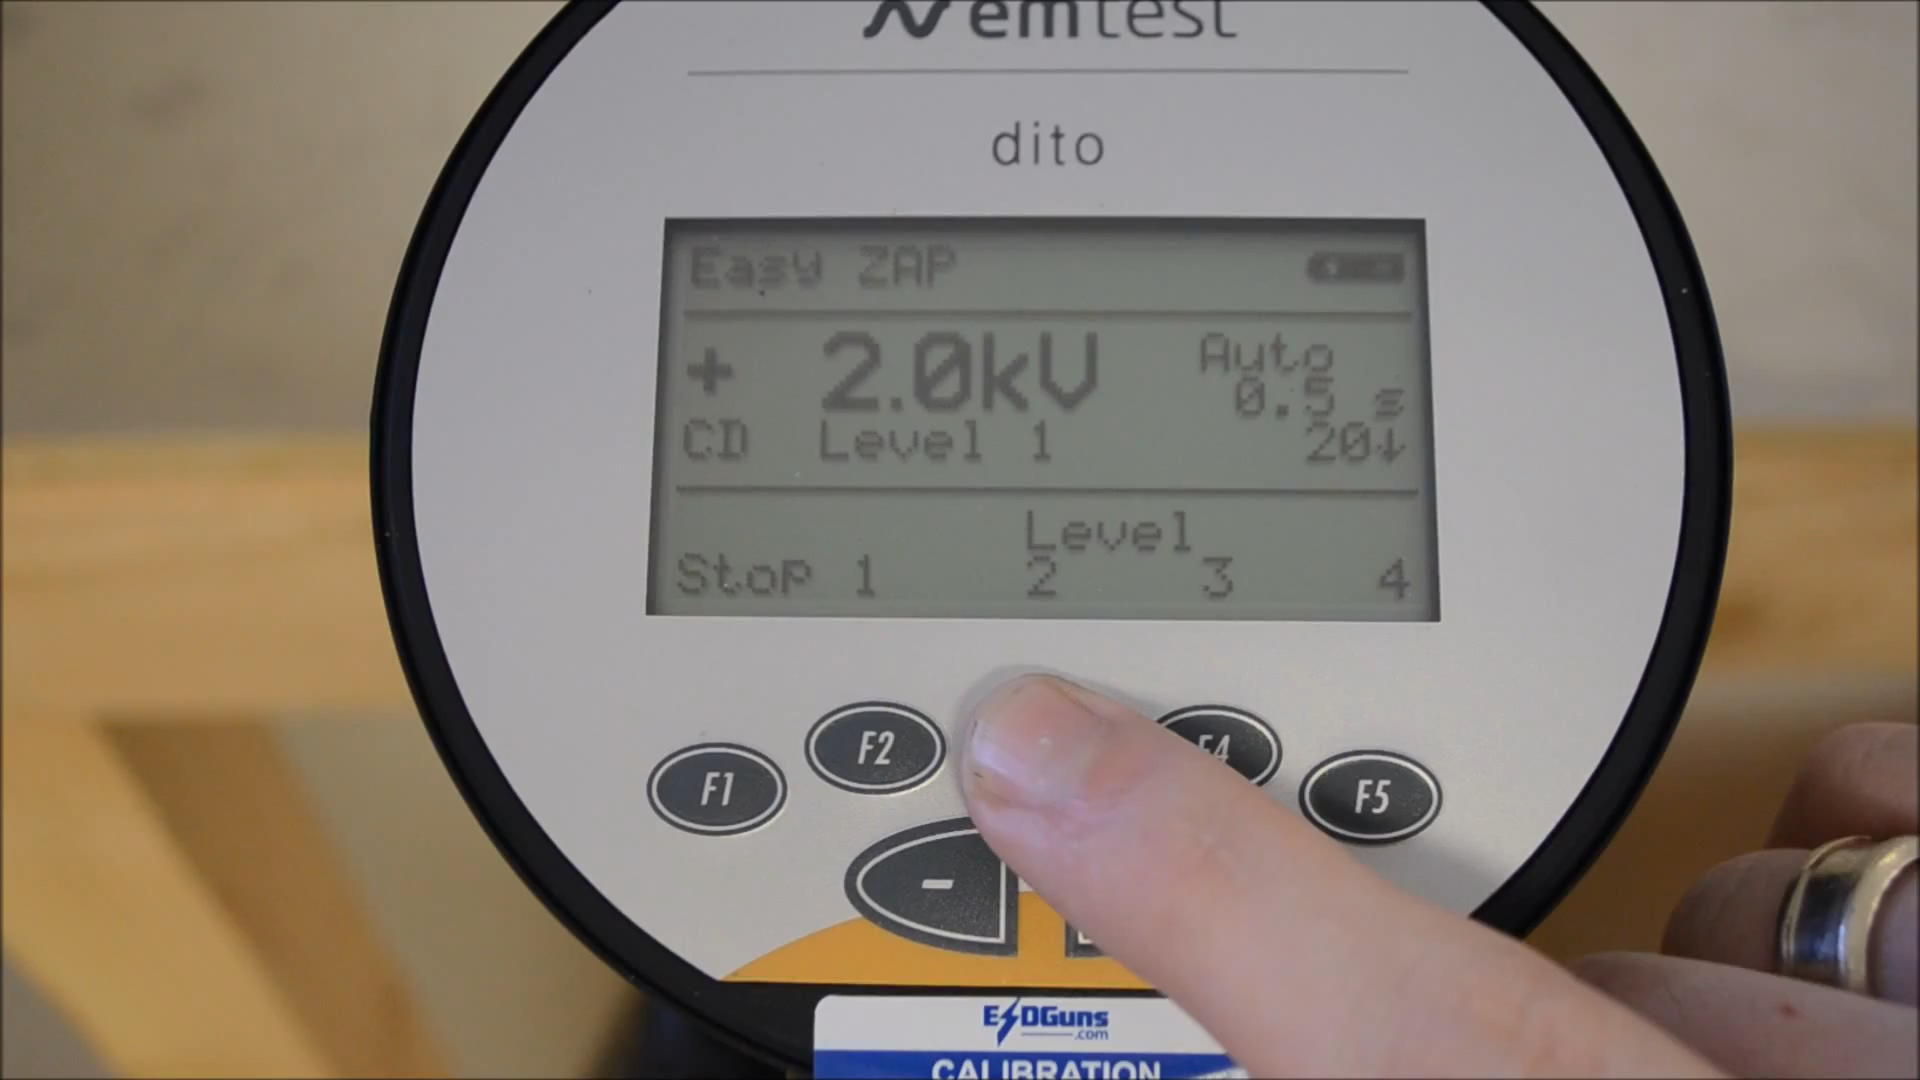 emtest
dito
Easy ZAP
+ 2.0kV Auto
0.5 s
CD Level 1 20↓
Level
Stop 1 2 3 4
F1 F2 F4 F5
-
ESDGuns
.com
CALIBRATION